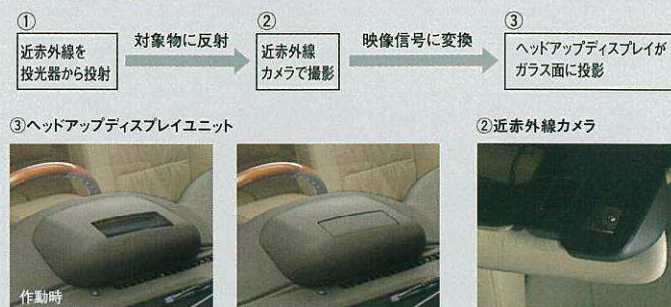 ①
近赤外線を
投光器から投射
対象物に反射
②
近赤外線
カメラで撮影
映像信号に変換
③
ヘッドアップディスプレイが
ガラス面に投影
③ヘッドアップディスプレイユニット
②近赤外線カメラ
作動時